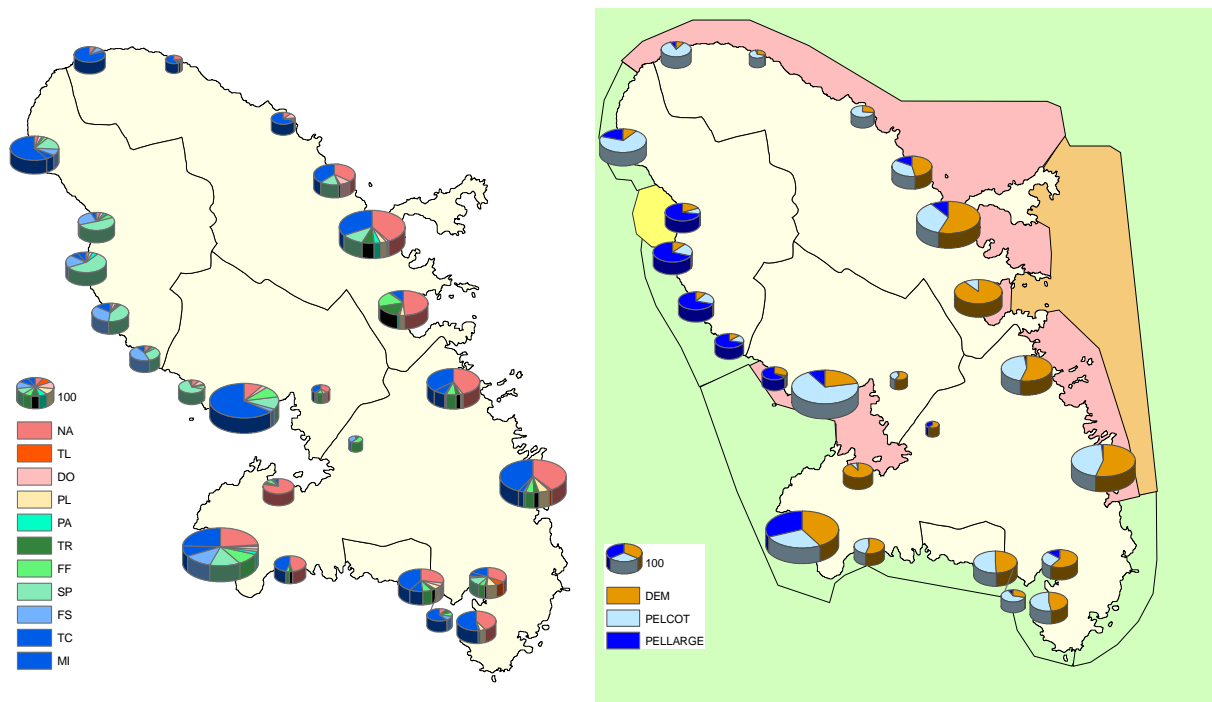 100
NA
TL
DO
PL
PA
TR
FF
SP
FS
TC
MI
100
DEM
PELCOT
PELLARGE